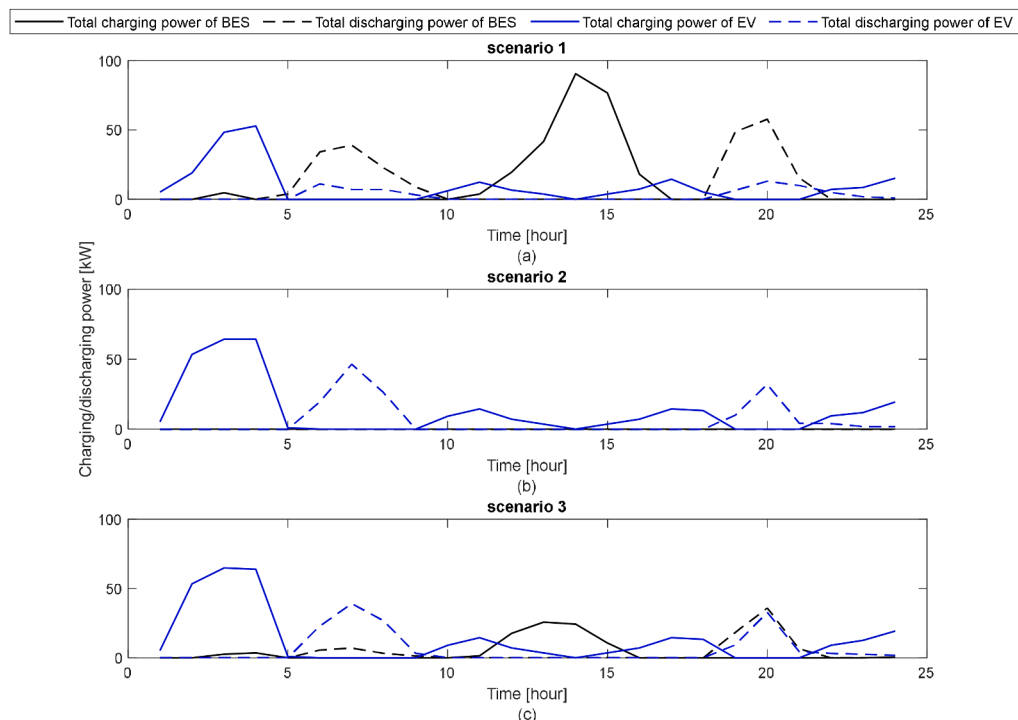 Total charging power of BES Total discharging power of BES Total charging power of EV Total discharging power of EV
scenario 1
100
50
0
0 5 10 15 20 25
Time [hour]
(a)
Charging/discharging power [kW]
scenario 2
100
50
0
0 5 10 15 20 25
Time [hour]
(b)
scenario 3
100
50
0
0 5 10 15 20 25
Time [hour]
(c)